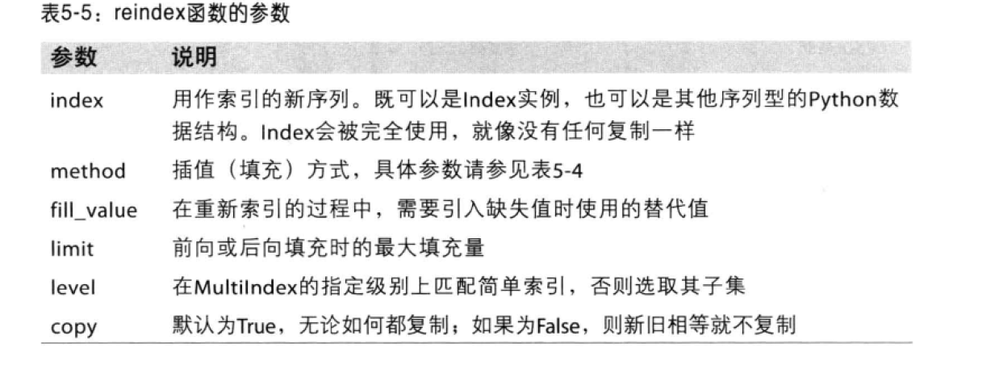 表5-5：reindex函数的参数
参数 说明
index 用作索引的新序列。既可以是Index实例，也可以是其他序列型的Python数
据结构。Index会被完全使用，就像没有任何复制一样
method 插值（填充）方式，具体参数请参见表5-4
fill_value 在重新索引的过程中，需要引入缺失值时使用的替代值
limit 前向或后向填充时的最大填充量
level 在MultiIndex的指定级别上匹配简单索引，否则选取其子集
copy 默认为True，无论如何都复制；如果为False，则新旧相等就不复制